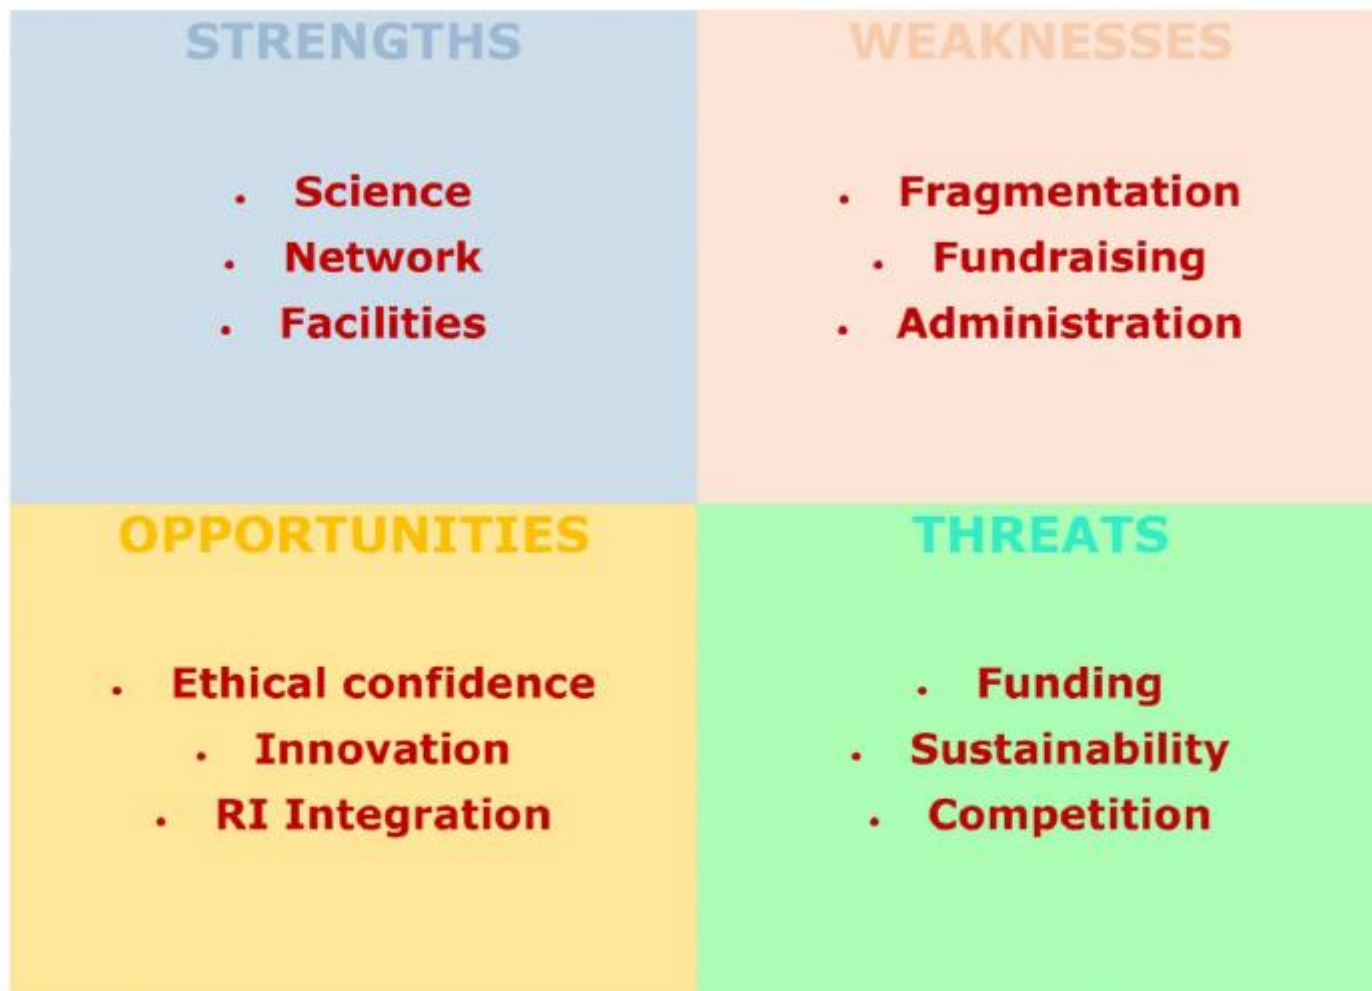 STRENGTHS
• Science
• Network
• Facilities
WEAKNESSES
• Fragmentation
• Fundraising
• Administration
OPPORTUNITIES
• Ethical confidence
• Innovation
• RI Integration
THREATS
• Funding
• Sustainability
• Competition